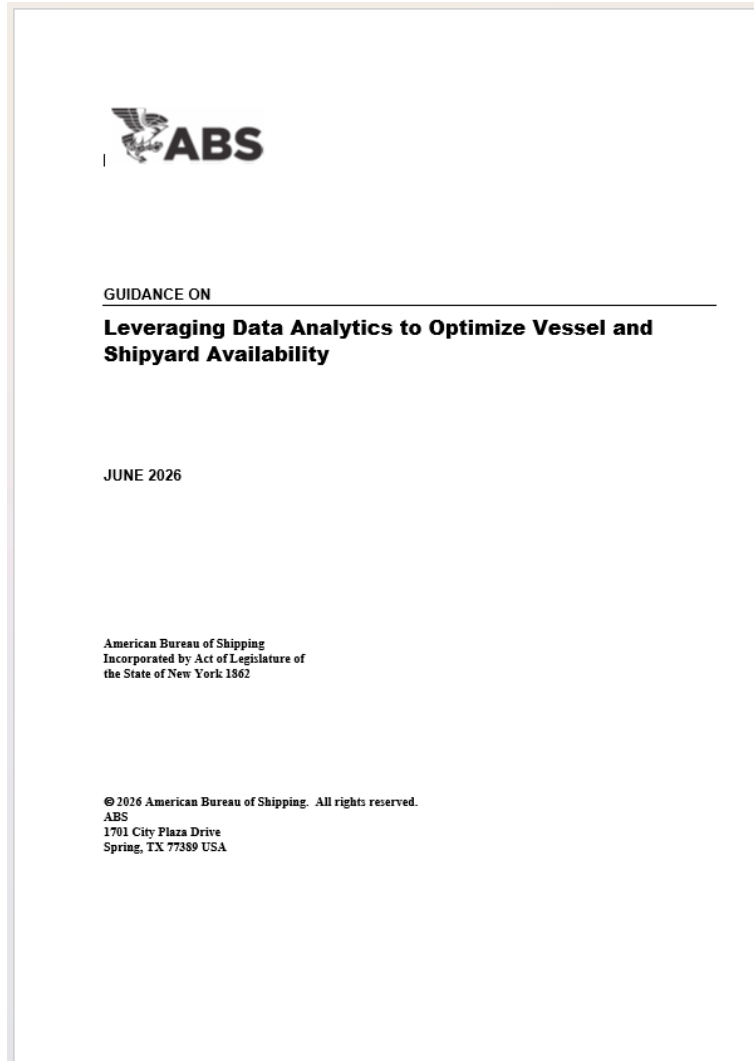 ABS
GUIDANCE ON
Leveraging Data Analytics to Optimize Vessel and
Shipyard Availability
JUNE 2026
American Bureau of Shipping
Incorporated by Act of Legislature of
the State of New York 1862
© 2026 American Bureau of Shipping.  All rights reserved.
ABS
1701 City Plaza Drive
Spring, TX 77389 USA